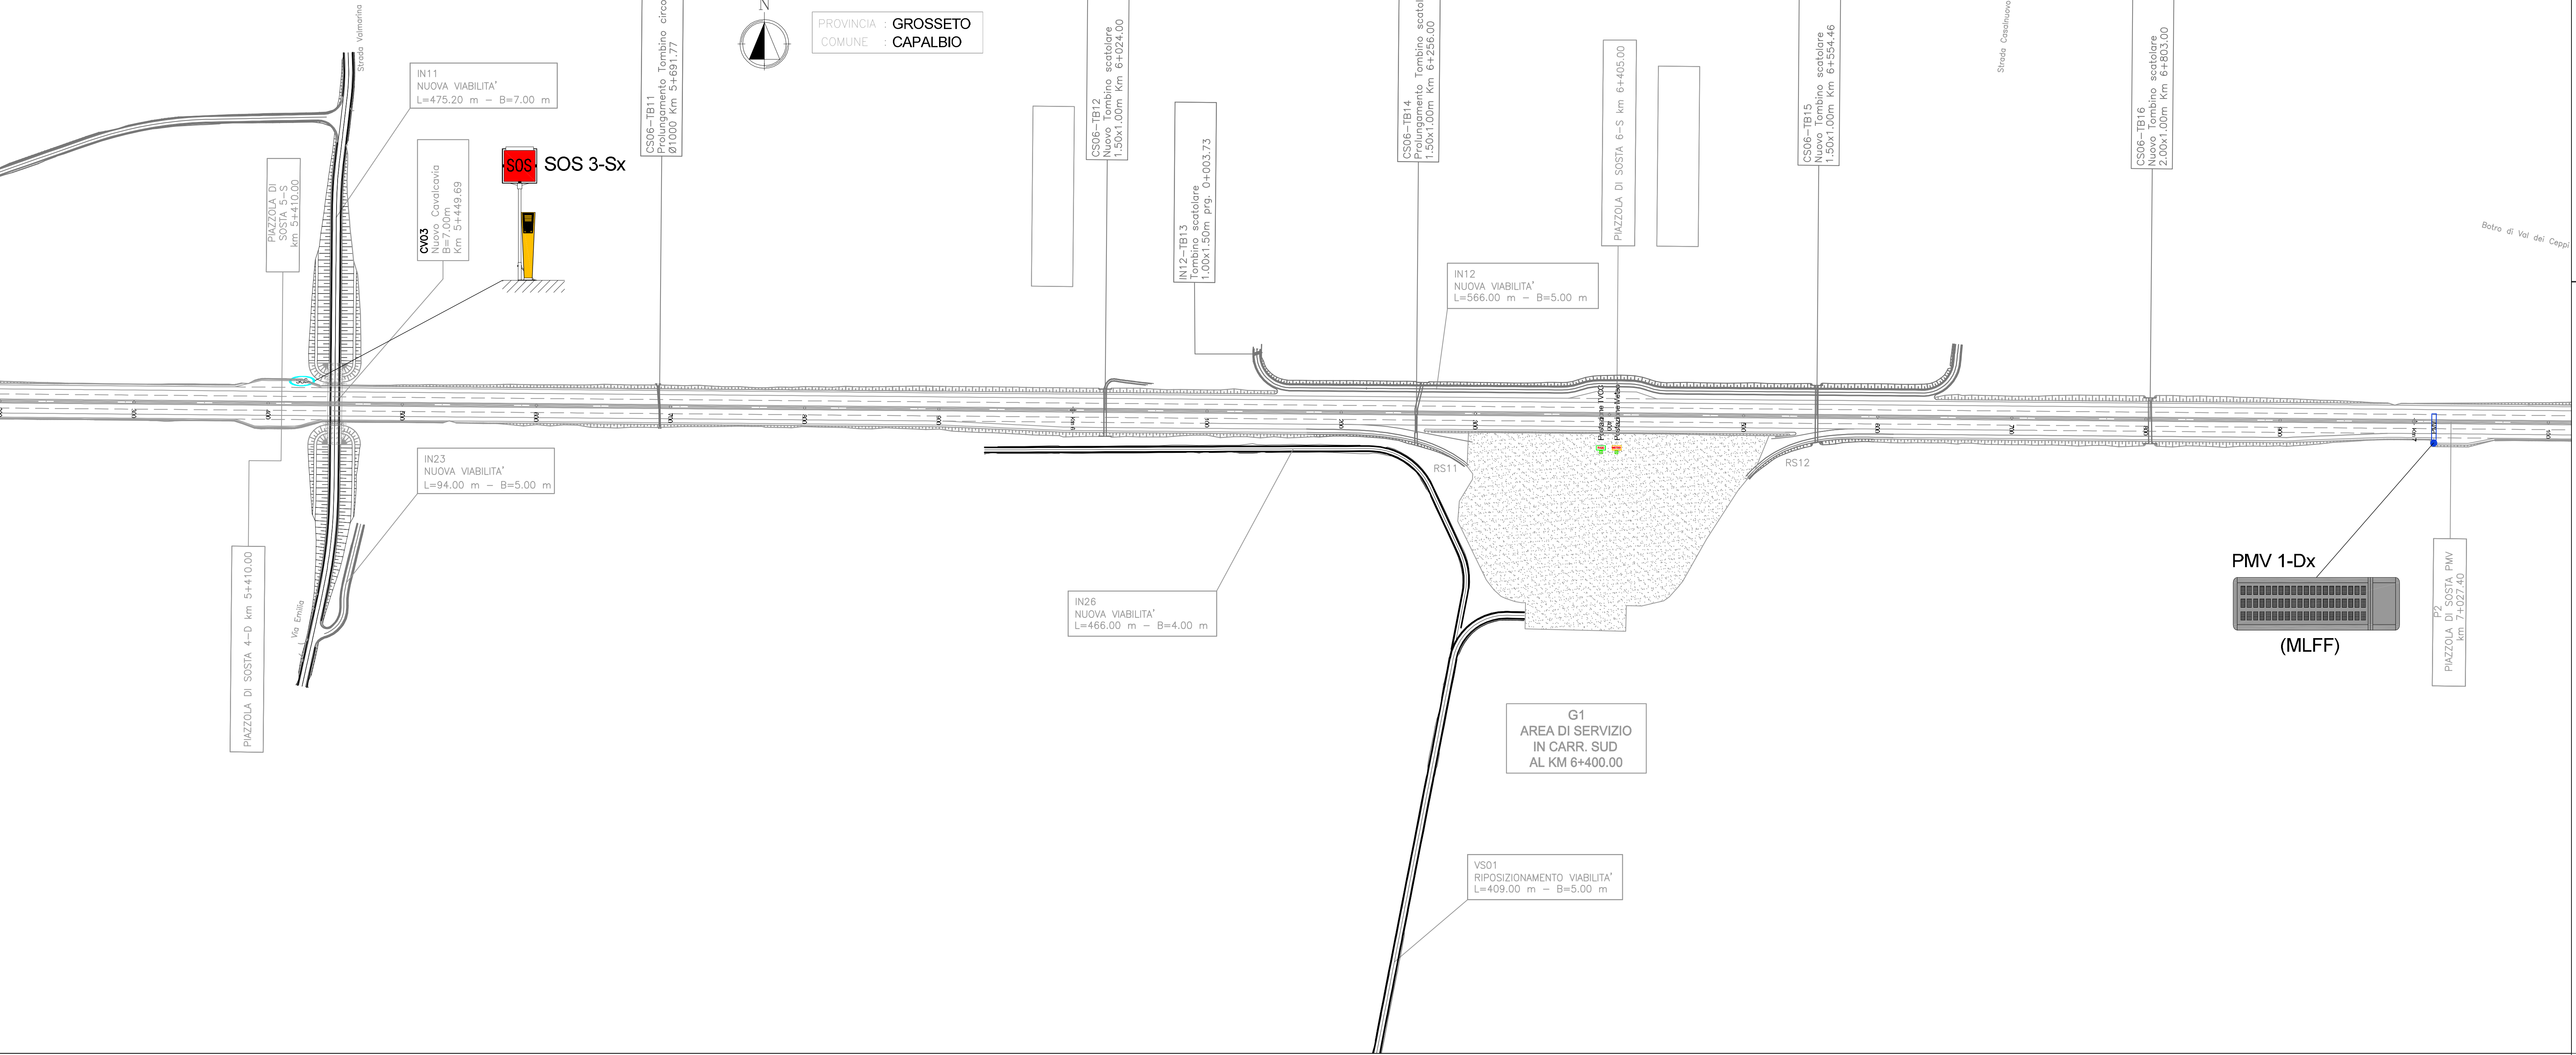 N
PROVINCIA : GROSSETO
COMUNE : CAPALBIO
Strada Valmarina
IN11
NUOVA VIABILITA'
L=475.20 m - B=7.00 m
PIAZZOLA DI
SOSTA 5-S
km 5+410.00
CV03
Nuovo Cavalcavia
B=7.00m
Km 5+449.69
SOS
SOS 3-Sx
CS06-TB11
Prolungamento Tombino circo
Ø1000 Km 5+691.77
CS06-TB12
Nuovo Tombino scatolare
1.50x1.00m Km 6+024.00
IN12-TB13
Tombino scatolare
1.00x1.50m prg. 0+003.73
CS06-TB14
Prolungamento Tombino scatol
1.50x1.00m Km 6+256.00
IN12
NUOVA VIABILITA'
L=566.00 m - B=5.00 m
PIAZZOLA DI SOSTA 6-S km 6+405.00
CS06-TB15
Nuovo Tombino scatolare
1.50x1.00m Km 6+554.46
Strada Casalnuovo
CS06-TB16
Nuovo Tombino scatolare
2.00x1.00m Km 6+803.00
Botro di Val dei Ceppi
Postazione TVCC
Postazione Meteo
RS11
RS12
IN23
NUOVA VIABILITA'
L=94.00 m - B=5.00 m
PIAZZOLA DI SOSTA 4-D km 5+410.00
Via Emilia
IN26
NUOVA VIABILITA'
L=466.00 m - B=4.00 m
G1
AREA DI SERVIZIO
IN CARR. SUD
AL KM 6+400.00
VS01
RIPOSIZIONAMENTO VIABILITA'
L=409.00 m - B=5.00 m
PMV 1-Dx
(MLFF)
P2
PIAZZOLA DI SOSTA PMV
km 7+027.40